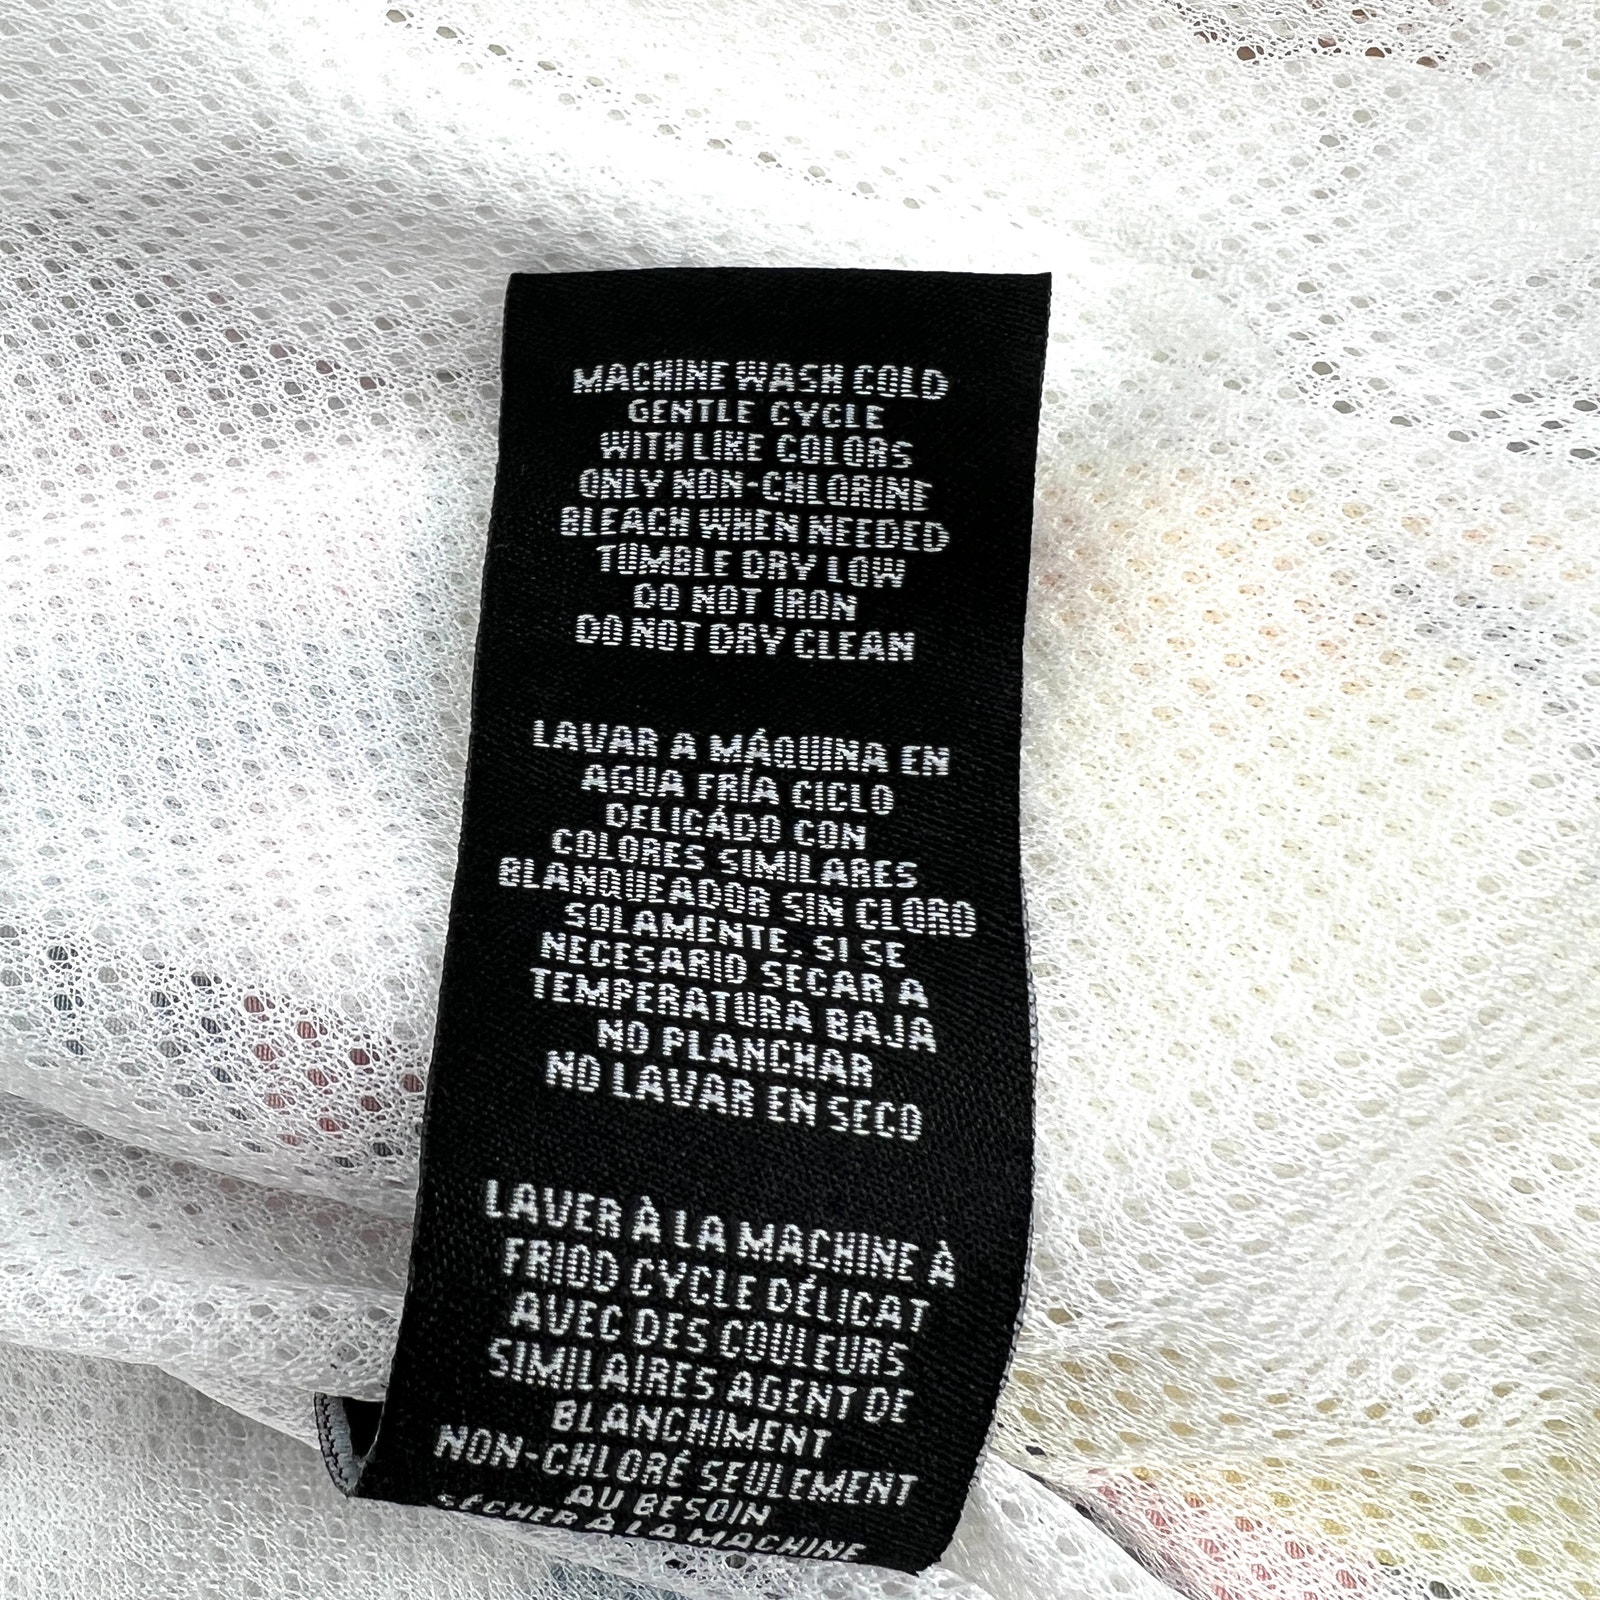 MACHINE WASH COLD
GENTLE CYCLE
WITH LIKE COLORS
ONLY NON-CHLORINE
BLEACH WHEN NEEDED
TUMBLE DRY LOW
DO NOT IRON
DO NOT DRY CLEAN
LAVAR A MÁQUINA EN
AGUA FRÍA CICLO
DELICÁDO CON
COLORES SIMILARES
BLANQUEADOR SIN CLORO
SOLAMENTE, SI SE
NECESARIO SECAR A
TEMPERATURA BAJA
NO PLANCHAR
NO LAVAR EN SECO
LAVER À LA MACHINE À
FRIOD CYCLE DÉLICAT
AVEC DES COULEURS
SIMILAIRES AGENT DE
BLANCHIMENT
NON-CHLORÉ SEULEMENT
AU BESOIN
SÉCHER À LA MACHINE